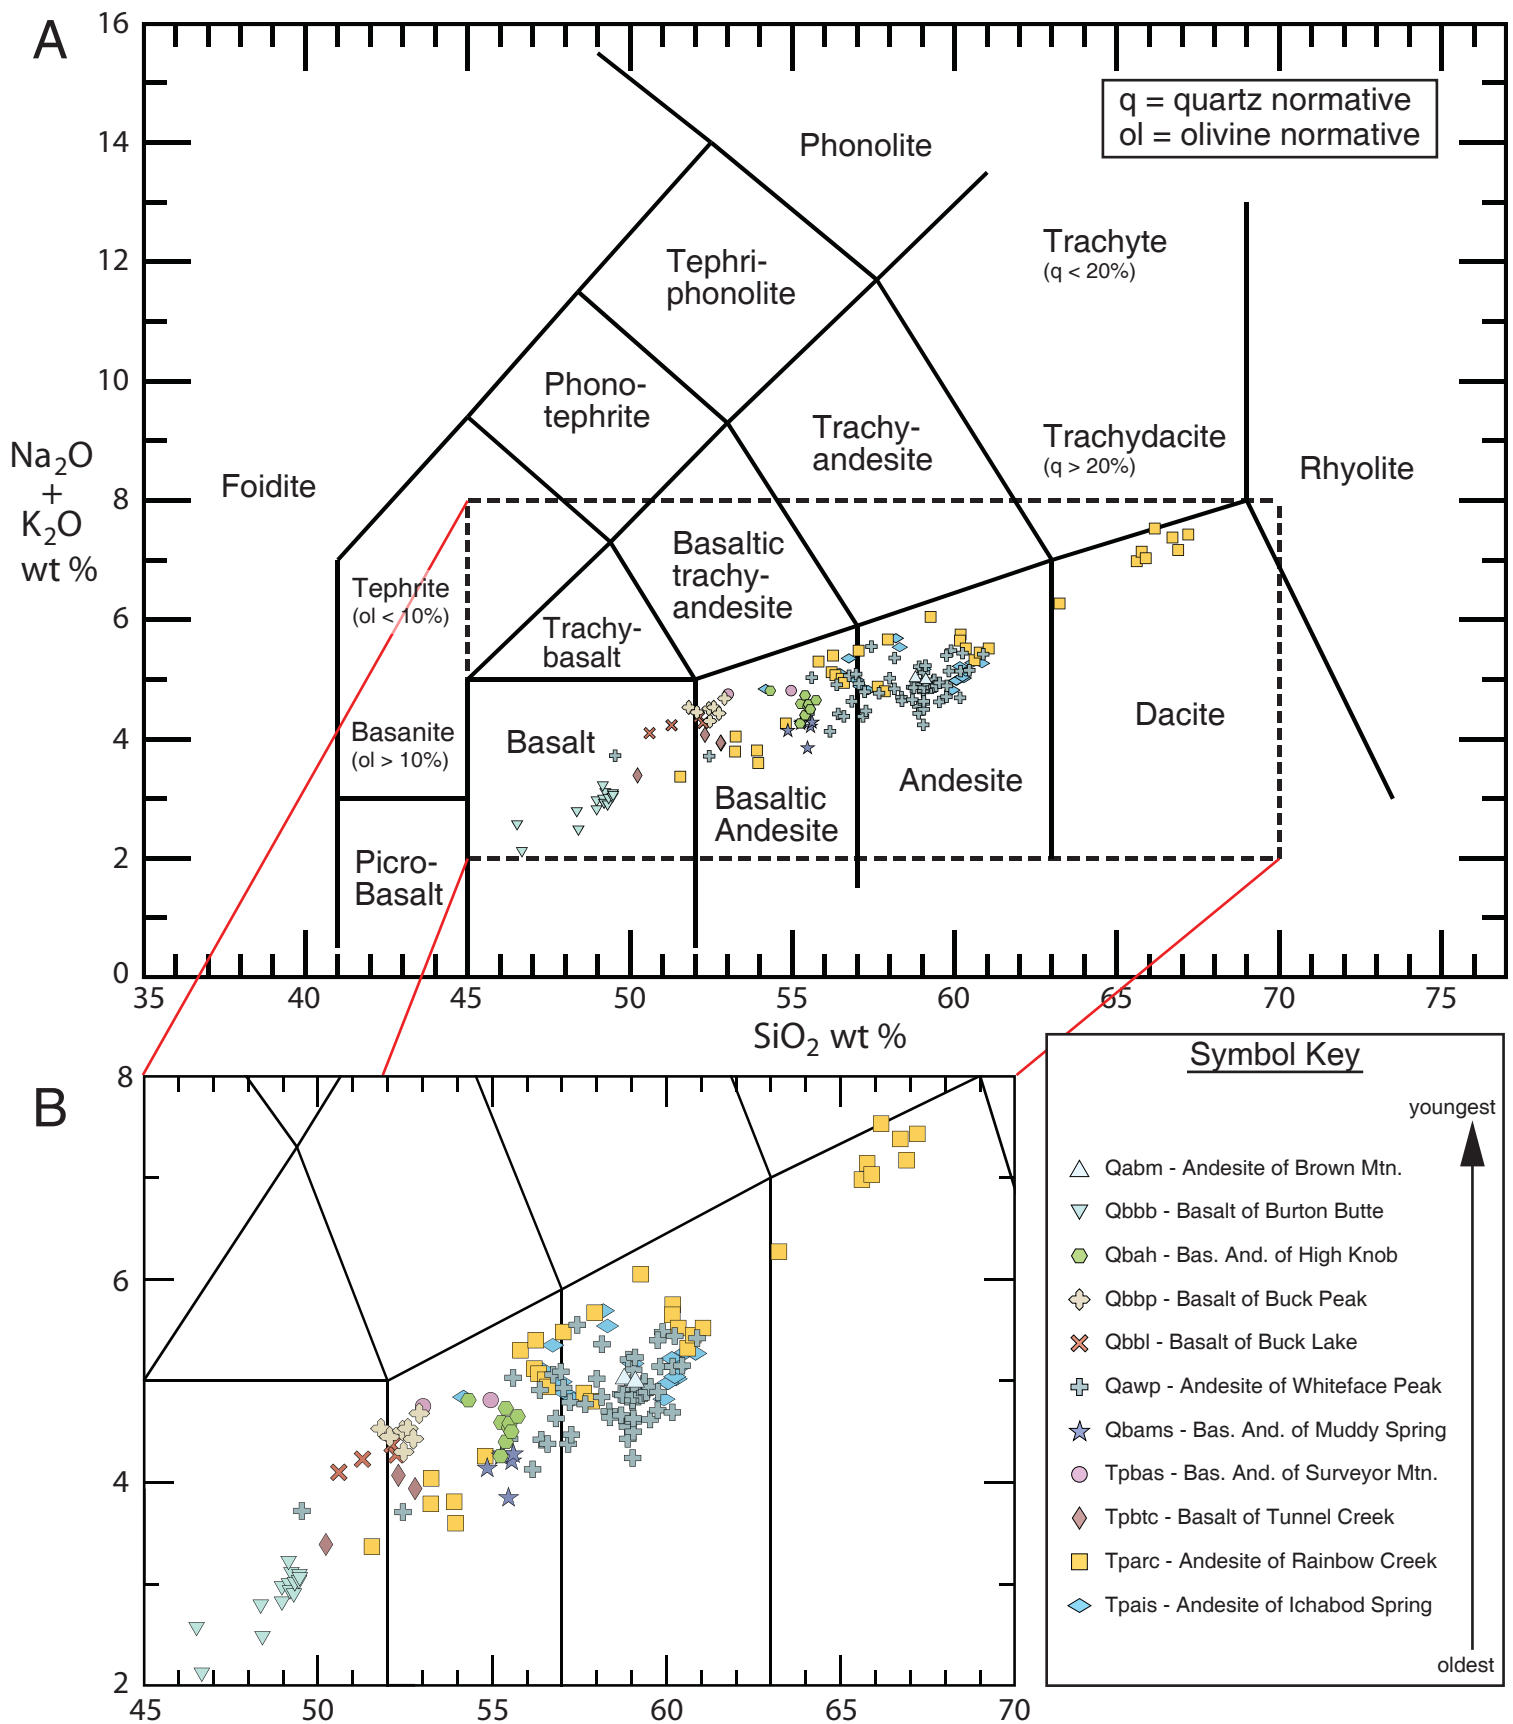 A
16
14
12
10
8
6
4
2
0
Na2O
+
K2O
wt %
q = quartz normative
ol = olivine normative
Phonolite
Tephri-
phonolite
Trachyte
(q < 20%)
Phono-
tephrite
Trachy-
andesite
Trachydacite
(q > 20%)
Rhyolite
Foidite
Basaltic
trachy-
andesite
Tephrite
(ol < 10%)
Trachy-
basalt
Basanite
(ol > 10%)
Basalt
Dacite
Andesite
Basaltic
Andesite
Picro-
Basalt
35 40 45 50 55 60 65 70 75
SiO2 wt %
B
8
6
4
2
45 50 55 60 65 70
Symbol Key
youngest
Qabm - Andesite of Brown Mtn.
Qbbb - Basalt of Burton Butte
Qbah - Bas. And. of High Knob
Qbbp - Basalt of Buck Peak
Qbbl - Basalt of Buck Lake
Qawp - Andesite of Whiteface Peak
Qbams - Bas. And. of Muddy Spring
Tpbas - Bas. And. of Surveyor Mtn.
Tpbtc - Basalt of Tunnel Creek
Tparc - Andesite of Rainbow Creek
Tpais - Andesite of Ichabod Spring
oldest